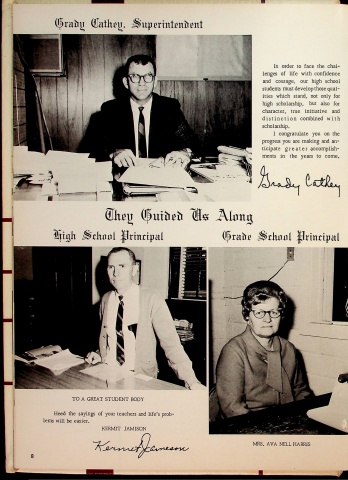 Grady Cathey, Superintendent
In order to face the chal-
lenges of life with confidence
and courage, our high school
students must develop those qual-
ities which stand, not only for
high scholarship, but also for
character, true initiative and
distinction combined with
scholarship.
I congratulate you on the
progress you are making and an-
ticipate greater accomplish-
ments in the years to come.
Grady Cathey
They Guided Us Along
High School Principal
Grade School Principal
TO A GREAT STUDENT BODY
Heed the sayings of your teachers and life's prob-
lems will be easier.
KERMIT JAMISON
Kermit Jamison
MRS. AVA NELL HARRIS
8